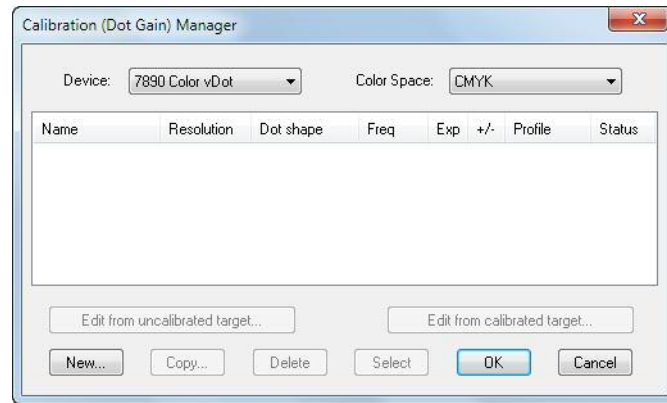 Calibration (Dot Gain) Manager
Device: 7890 Color vDot Color Space: CMYK
Name Resolution Dot shape Freq Exp +/- Profile Status
Edit from uncalibrated target... Edit from calibrated target...
New... Copy... Delete Select OK Cancel